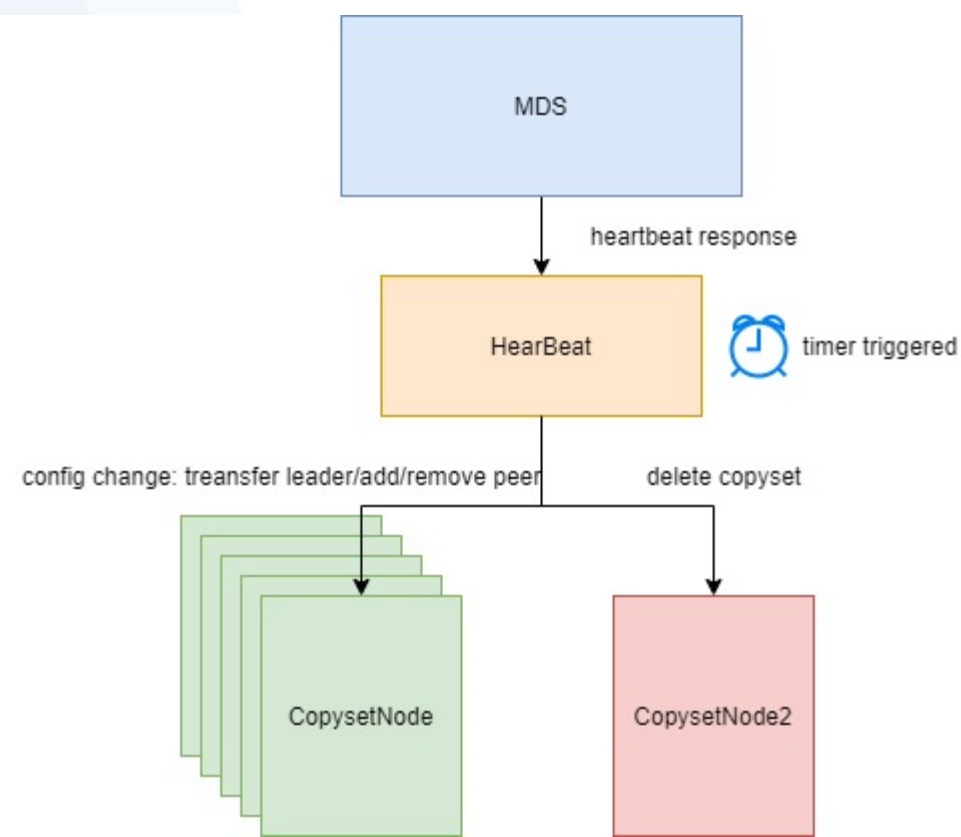 MDS
heartbeat response
HearBeat
timer triggered
config change: treansfer leader/add/remove peer
delete copyset
CopysetNode
CopysetNode2